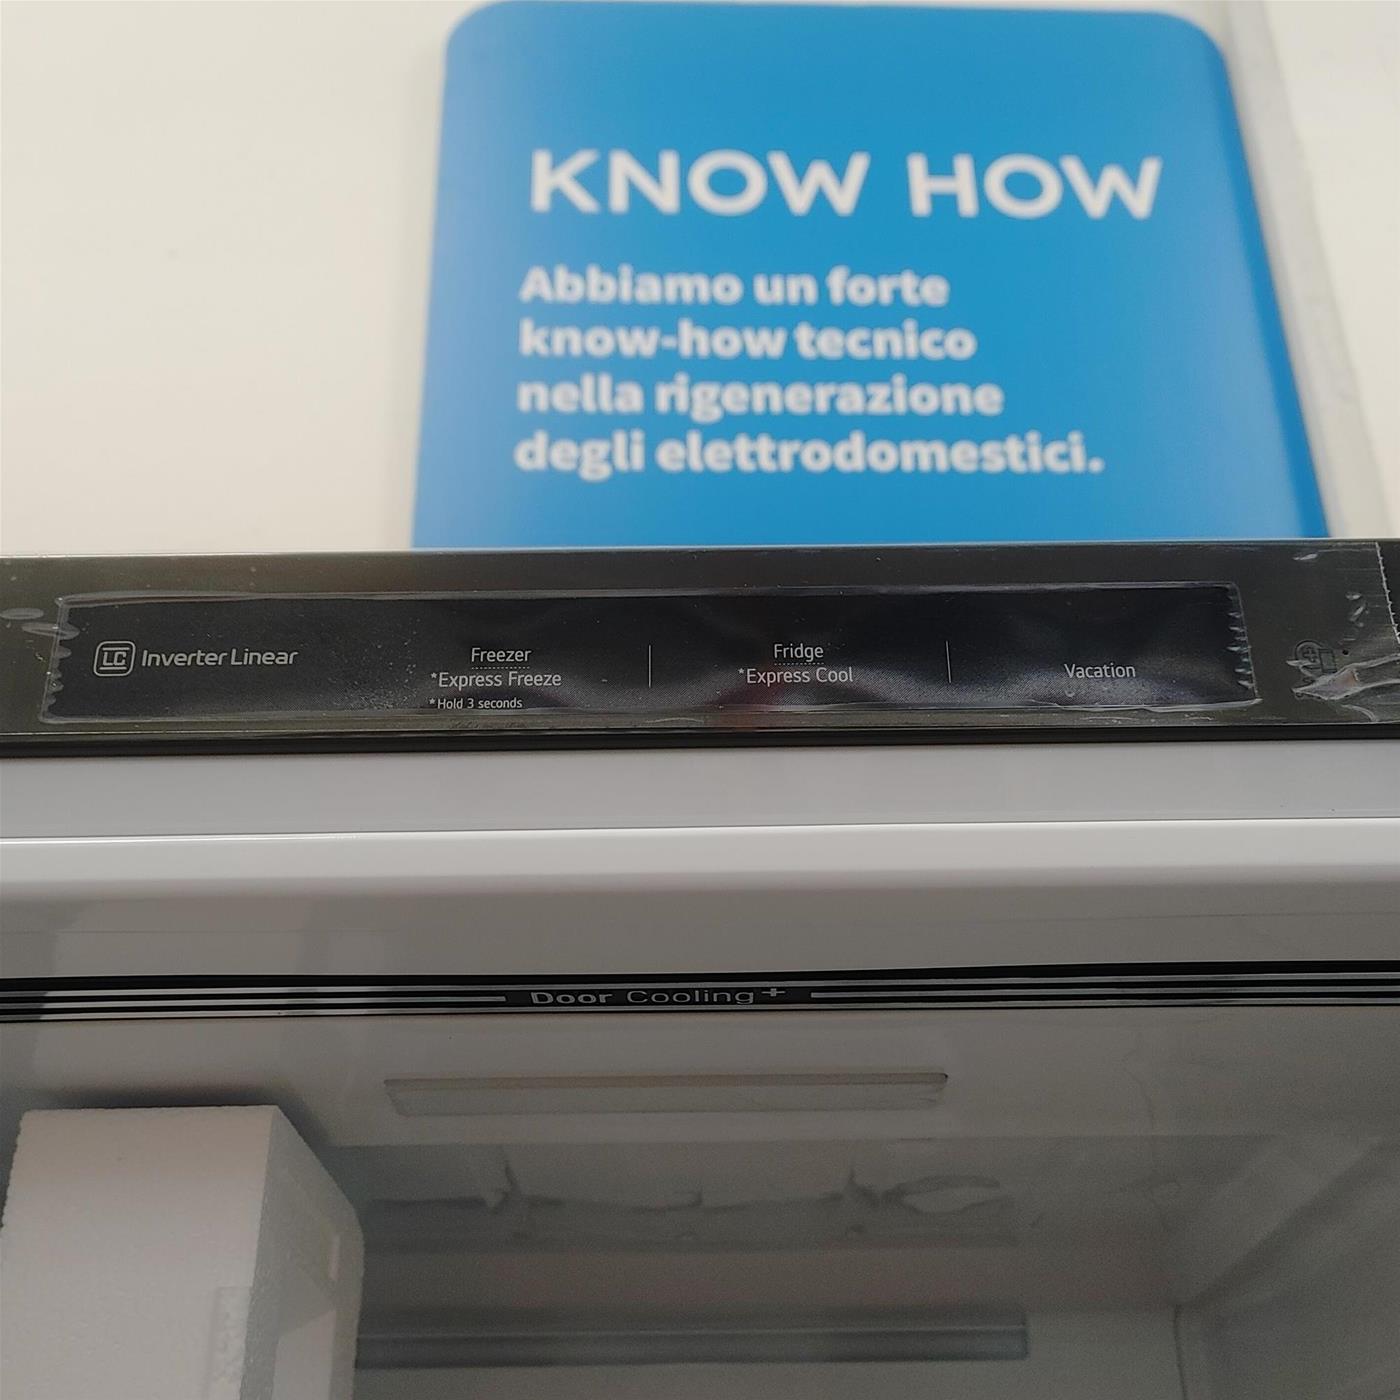 KNOW HOW
Abbiamo un forte
know-how tecnico
nella rigenerazione
degli elettrodomestici.
LC Inverter Linear
Freezer
*Express Freeze
*Hold 3 seconds
Fridge
*Express Cool
Vacation
Door Cooling+